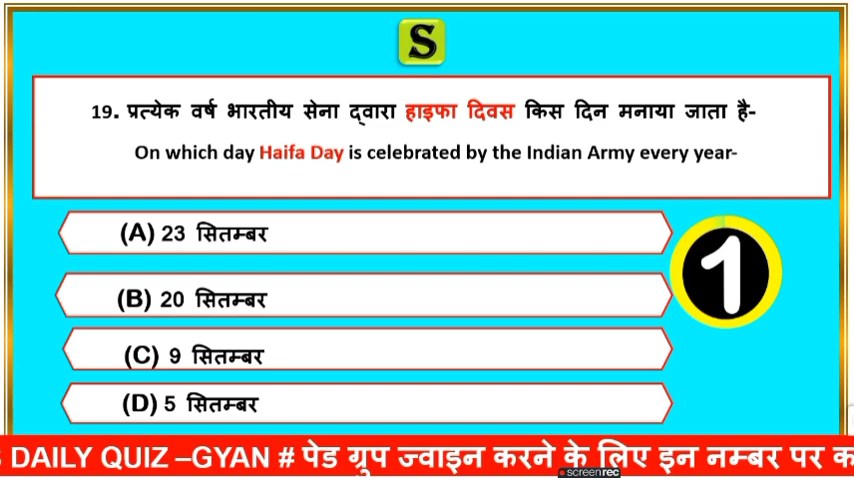 S
19. प्रत्येक वर्ष भारतीय सेना द्वारा हाइफा दिवस किस दिन मनाया जाता है-
On which day Haifa Day is celebrated by the Indian Army every year-
(A) 23 सितम्बर
1
(B) 20 सितम्बर
(C) 9 सितम्बर
(D) 5 सितम्बर
S DAILY QUIZ –GYAN # पेड ग्रुप ज्वाइन करने के लिए इन नम्बर पर क
screenrec